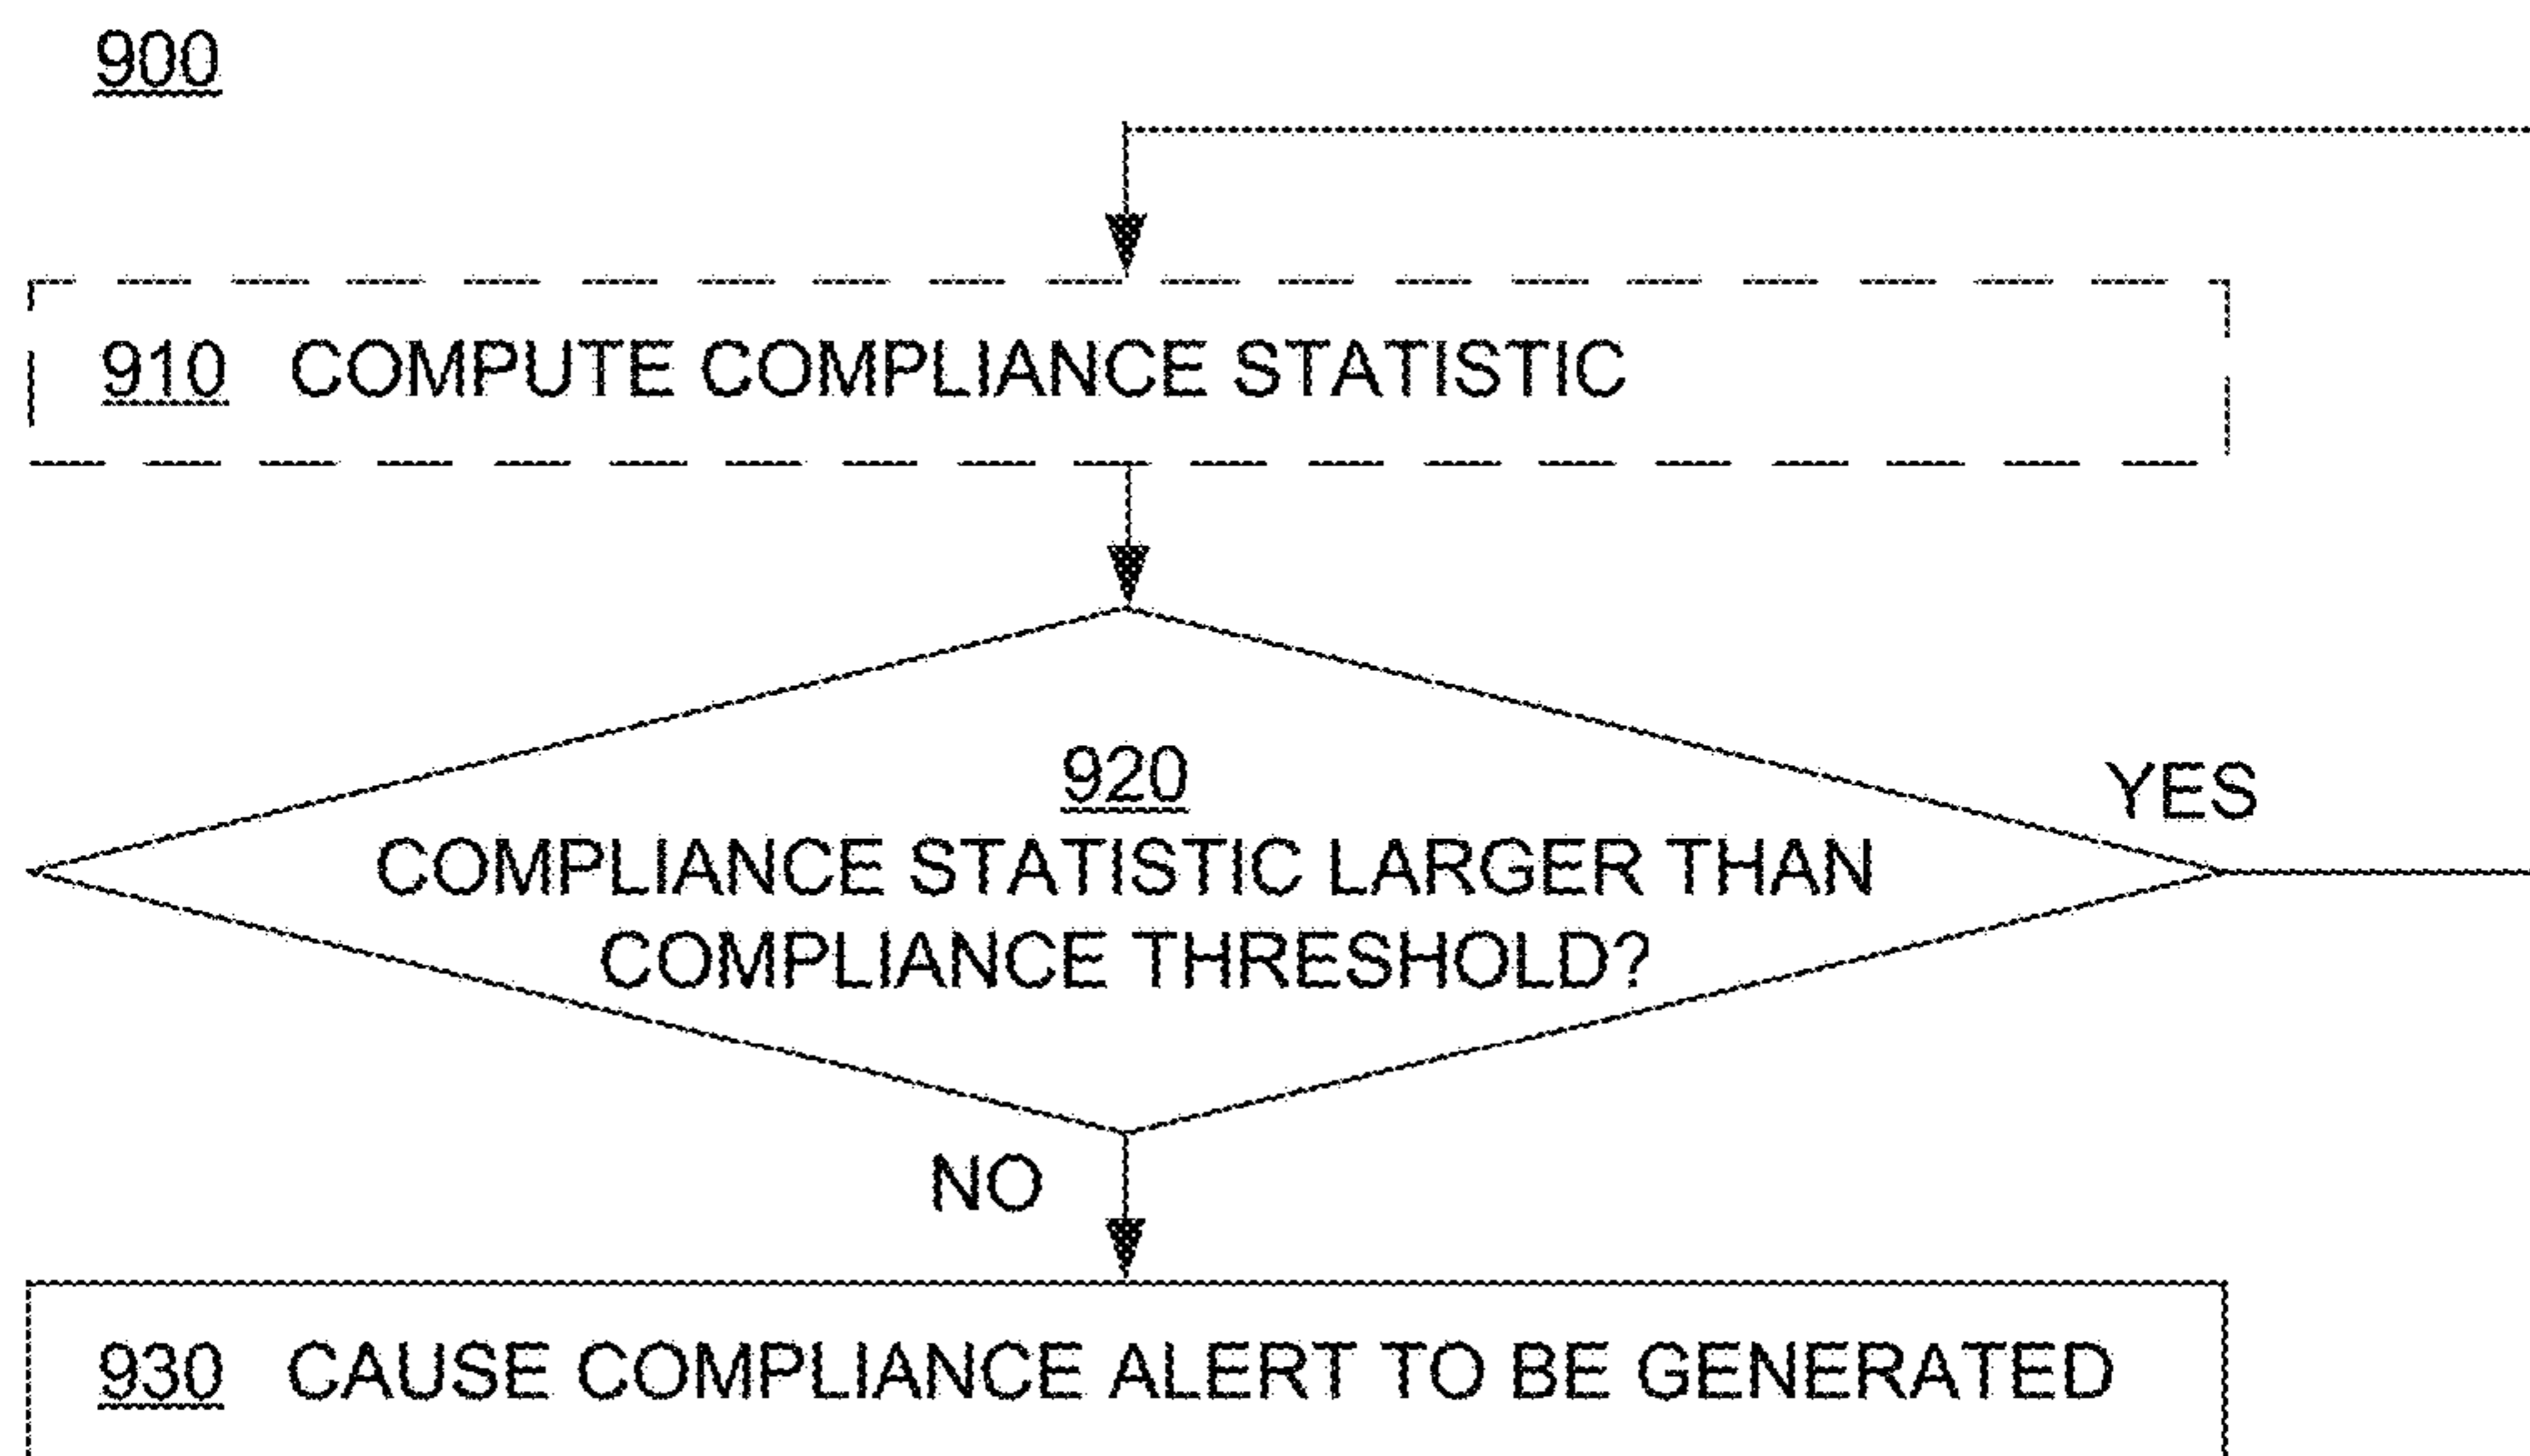 900
910 COMPUTE COMPLIANCE STATISTIC
920
COMPLIANCE STATISTIC LARGER THAN
COMPLIANCE THRESHOLD?
YES
NO
930 CAUSE COMPLIANCE ALERT TO BE GENERATED